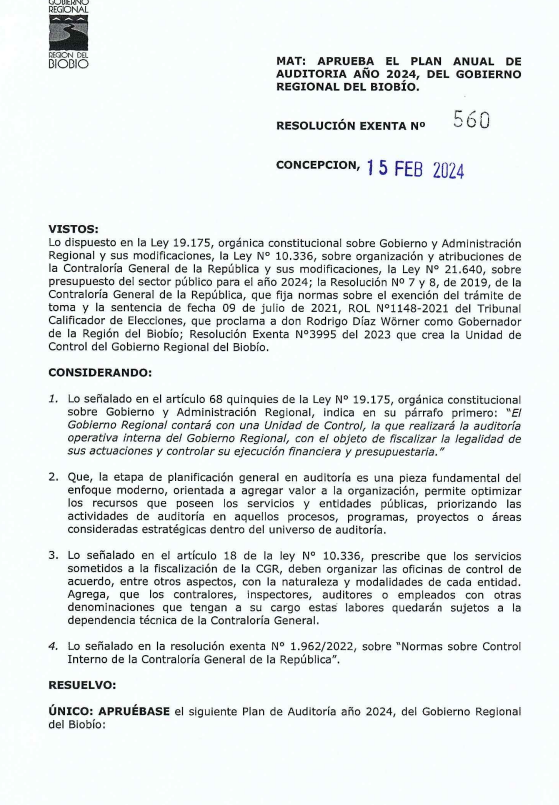 GOBIERNO
REGIONAL
REGION DEL
BIOBIO
MAT: APRUEBA EL PLAN ANUAL DE
AUDITORIA AÑO 2024, DEL GOBIERNO
REGIONAL DEL BIOBÍO.
RESOLUCIÓN EXENTA Nº 560
CONCEPCION, 15 FEB 2024
VISTOS:
Lo dispuesto en la Ley 19.175, orgánica constitucional sobre Gobierno y Administración
Regional y sus modificaciones, la Ley N° 10.336, sobre organización y atribuciones de
la Contraloría General de la República y sus modificaciones, la Ley N° 21.640, sobre
presupuesto del sector público para el año 2024; la Resolución Nº 7 y 8, de 2019, de la
Contraloría General de la República, que fija normas sobre el exención del trámite de
toma y la sentencia de fecha 09 de julio de 2021, ROL N°1148-2021 del Tribunal
Calificador de Elecciones, que proclama a don Rodrigo Díaz Wörner como Gobernador
de la Región del Biobío; Resolución Exenta N°3995 del 2023 que crea la Unidad de
Control del Gobierno Regional del Biobío.
CONSIDERANDO:
1. Lo señalado en el artículo 68 quinquies de la Ley N° 19.175, orgánica constitucional
sobre Gobierno y Administración Regional, indica en su párrafo primero: "El
Gobierno Regional contará con una Unidad de Control, la que realizará la auditoría
operativa interna del Gobierno Regional, con el objeto de fiscalizar la legalidad de
sus actuaciones y controlar su ejecución financiera y presupuestaria."
2. Que, la etapa de planificación general en auditoría es una pieza fundamental del
enfoque moderno, orientada a agregar valor a la organización, permite optimizar
los recursos que poseen los servicios y entidades públicas, priorizando las
actividades de auditoría en aquellos procesos, programas, proyectos o áreas
consideradas estratégicas dentro del universo de auditoría.
3. Lo señalado en el artículo 18 de la ley N° 10.336, prescribe que los servicios
sometidos a la fiscalización de la CGR, deben organizar las oficinas de control de
acuerdo, entre otros aspectos, con la naturaleza y modalidades de cada entidad.
Agrega, que los contralores, inspectores, auditores o empleados con otras
denominaciones que tengan a su cargo estas labores quedarán sujetos a la
dependencia técnica de la Contraloría General.
4. Lo señalado en la resolución exenta N° 1.962/2022, sobre "Normas sobre Control
Interno de la Contraloría General de la República".
RESUELVO:
ÚNICO: APRUÉBASE el siguiente Plan de Auditoría año 2024, del Gobierno Regional
del Biobío: